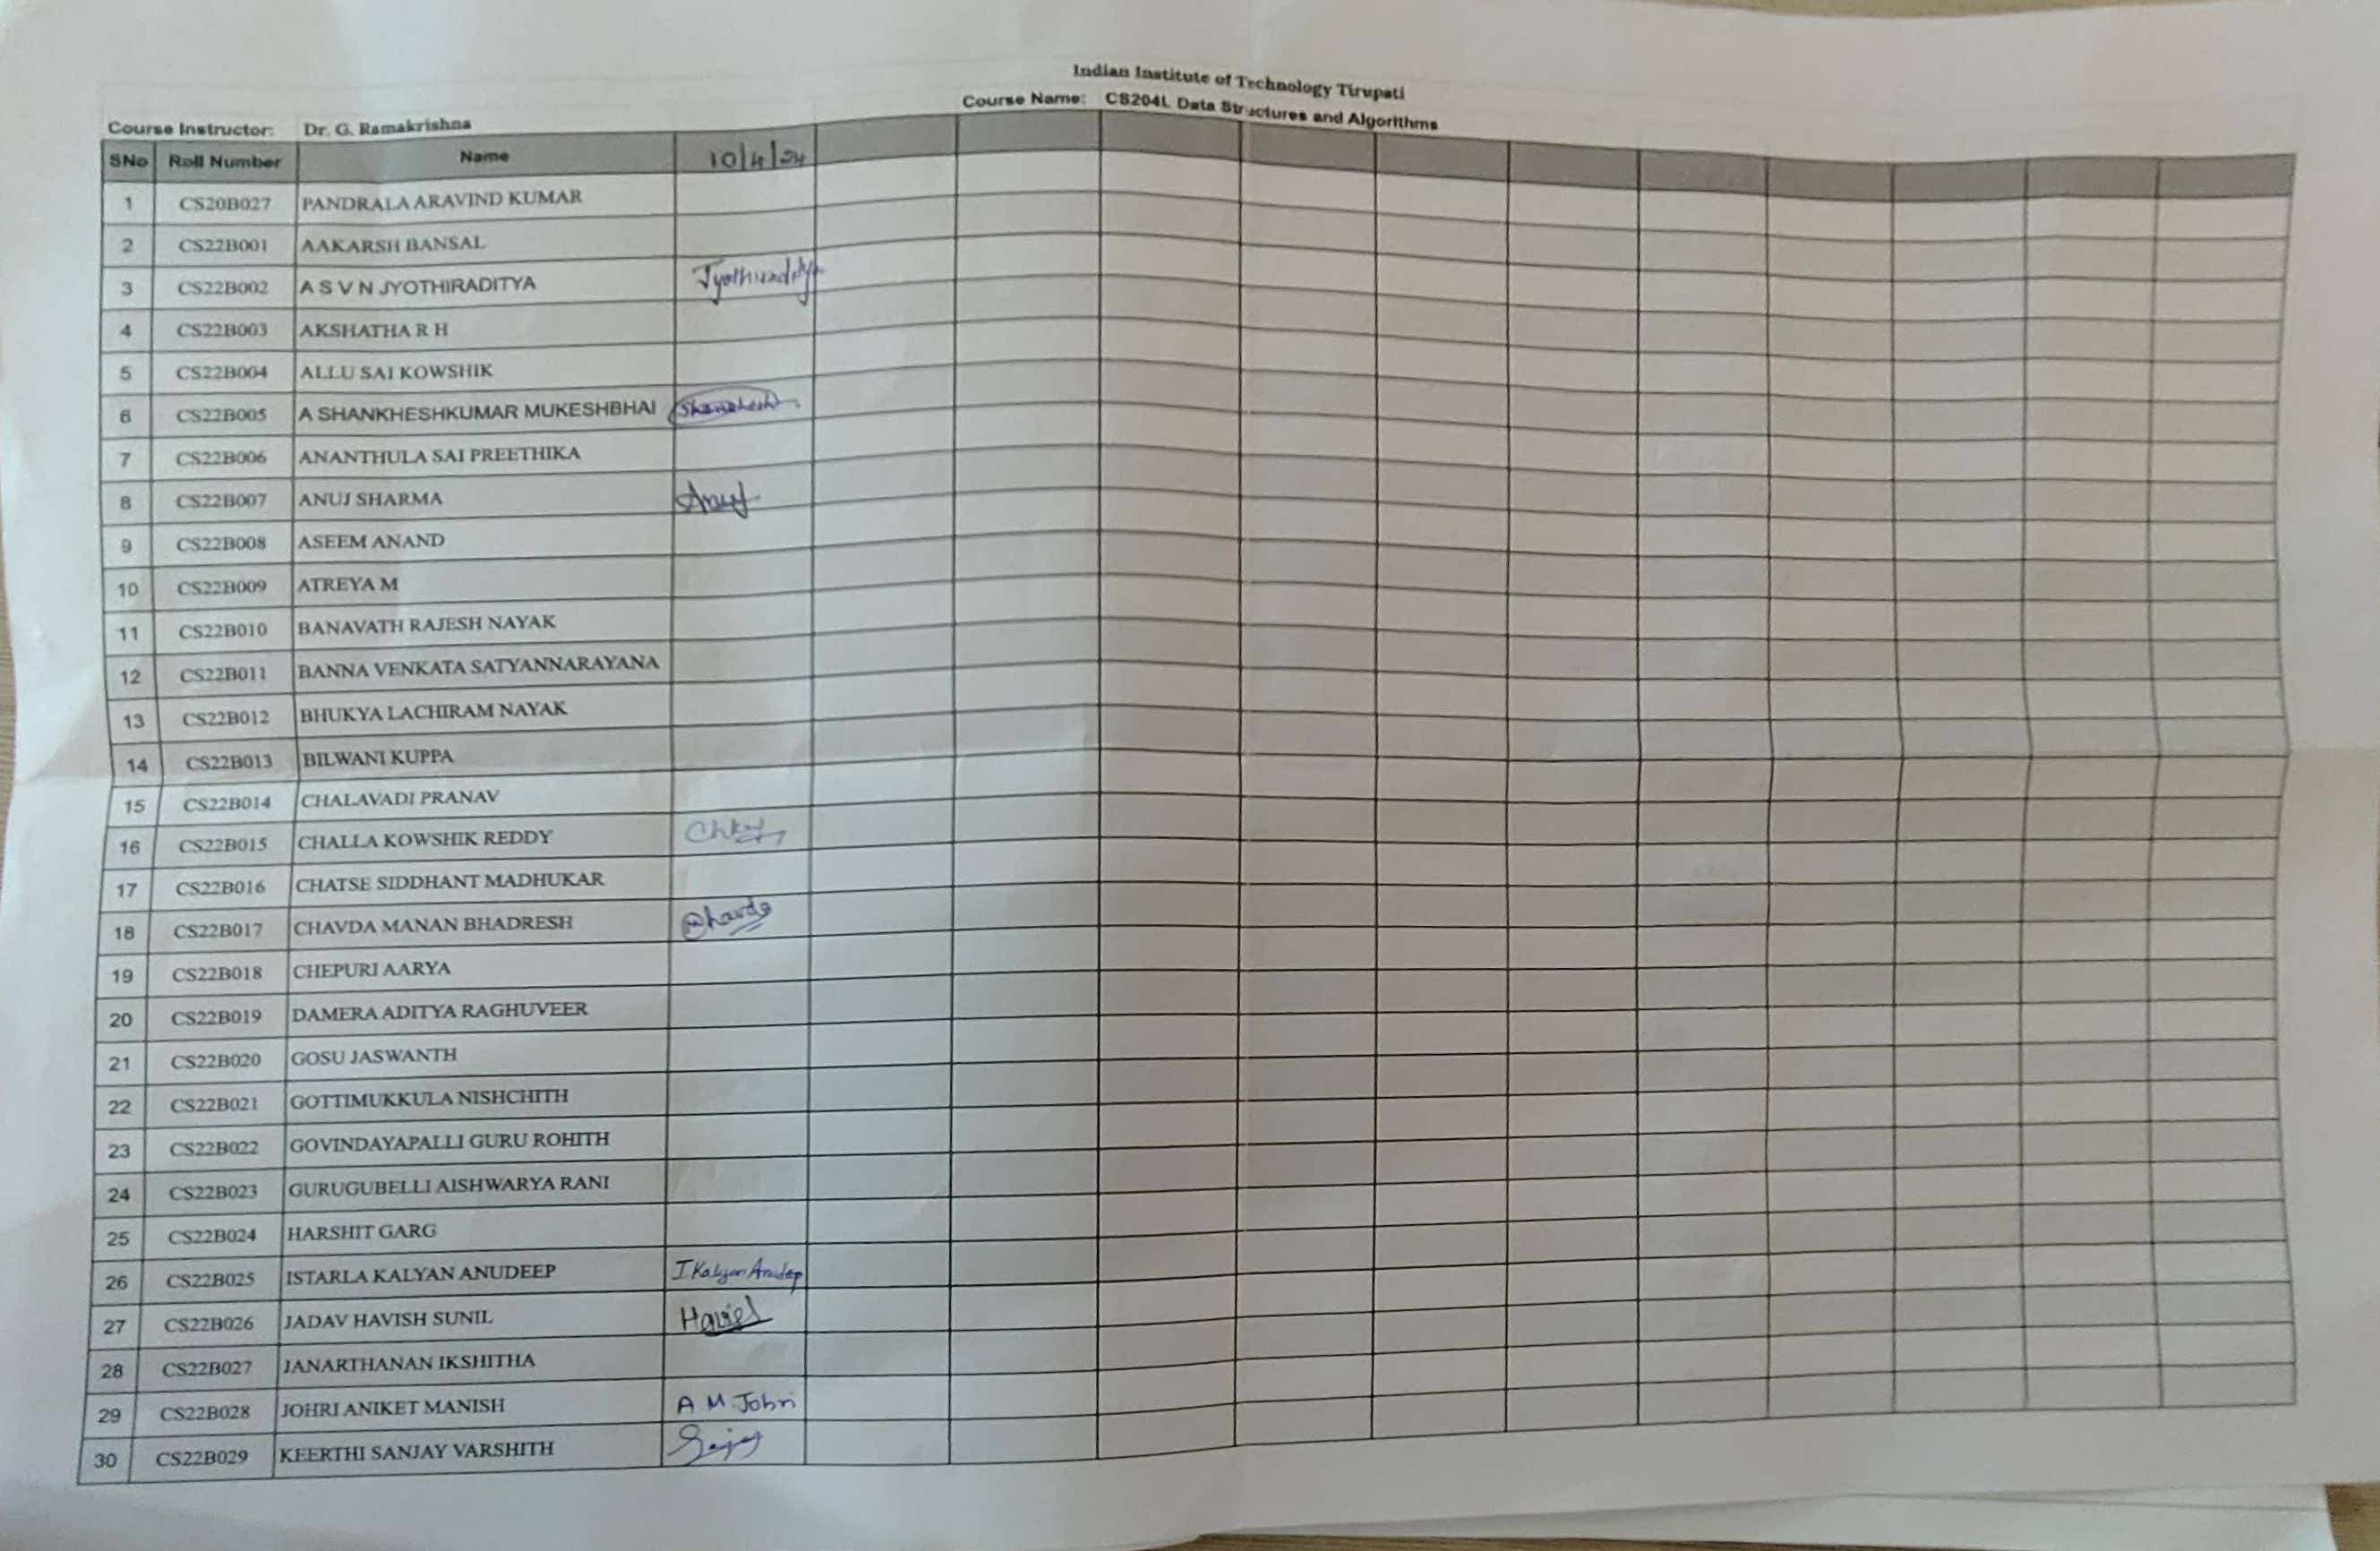 Indian Institute of Technology Tirupati
Course Instructor: Dr. G. Ramakrishna Course Name: CS204L Data Structures and Algorithms
SNo Roll Number Name 10/4/24
1 CS20B027 PANDRALA ARAVIND KUMAR
2 CS22B001 AAKARSH BANSAL
3 CS22B002 A S V N JYOTHIRADITYA Jyothiraditya
4 CS22B003 AKSHATHA R H
5 CS22B004 ALLU SAI KOWSHIK
6 CS22B005 A SHANKHESHKUMAR MUKESHBHAI Shankhesh
7 CS22B006 ANANTHULA SAI PREETHIKA
8 CS22B007 ANUJ SHARMA Anuj
9 CS22B008 ASEEM ANAND
10 CS22B009 ATREYA M
11 CS22B010 BANAVATH RAJESH NAYAK
12 CS22B011 BANNA VENKATA SATYANNARAYANA
13 CS22B012 BHUKYA LACHIRAM NAYAK
14 CS22B013 BILWANI KUPPA
15 CS22B014 CHALAVADI PRANAV
16 CS22B015 CHALLA KOWSHIK REDDY
17 CS22B016 CHATSE SIDDHANT MADHUKAR
18 CS22B017 CHAVDA MANAN BHADRESH Chavda
19 CS22B018 CHEPURI AARYA
20 CS22B019 DAMERA ADITYA RAGHUVEER
21 CS22B020 GOSU JASWANTH
22 CS22B021 GOTTIMUKKULA NISHCHITH
23 CS22B022 GOVINDAYAPALLI GURU ROHITH
24 CS22B023 GURUGUBELLI AISHWARYA RANI
25 CS22B024 HARSHIT GARG
26 CS22B025 ISTARLA KALYAN ANUDEEP I Kalyan Anudeep
27 CS22B026 JADAV HAVISH SUNIL Havish
28 CS22B027 JANARTHANAN IKSHITHA
29 CS22B028 JOHRI ANIKET MANISH A M. Johri
30 CS22B029 KEERTHI SANJAY VARSHITH Sanjay